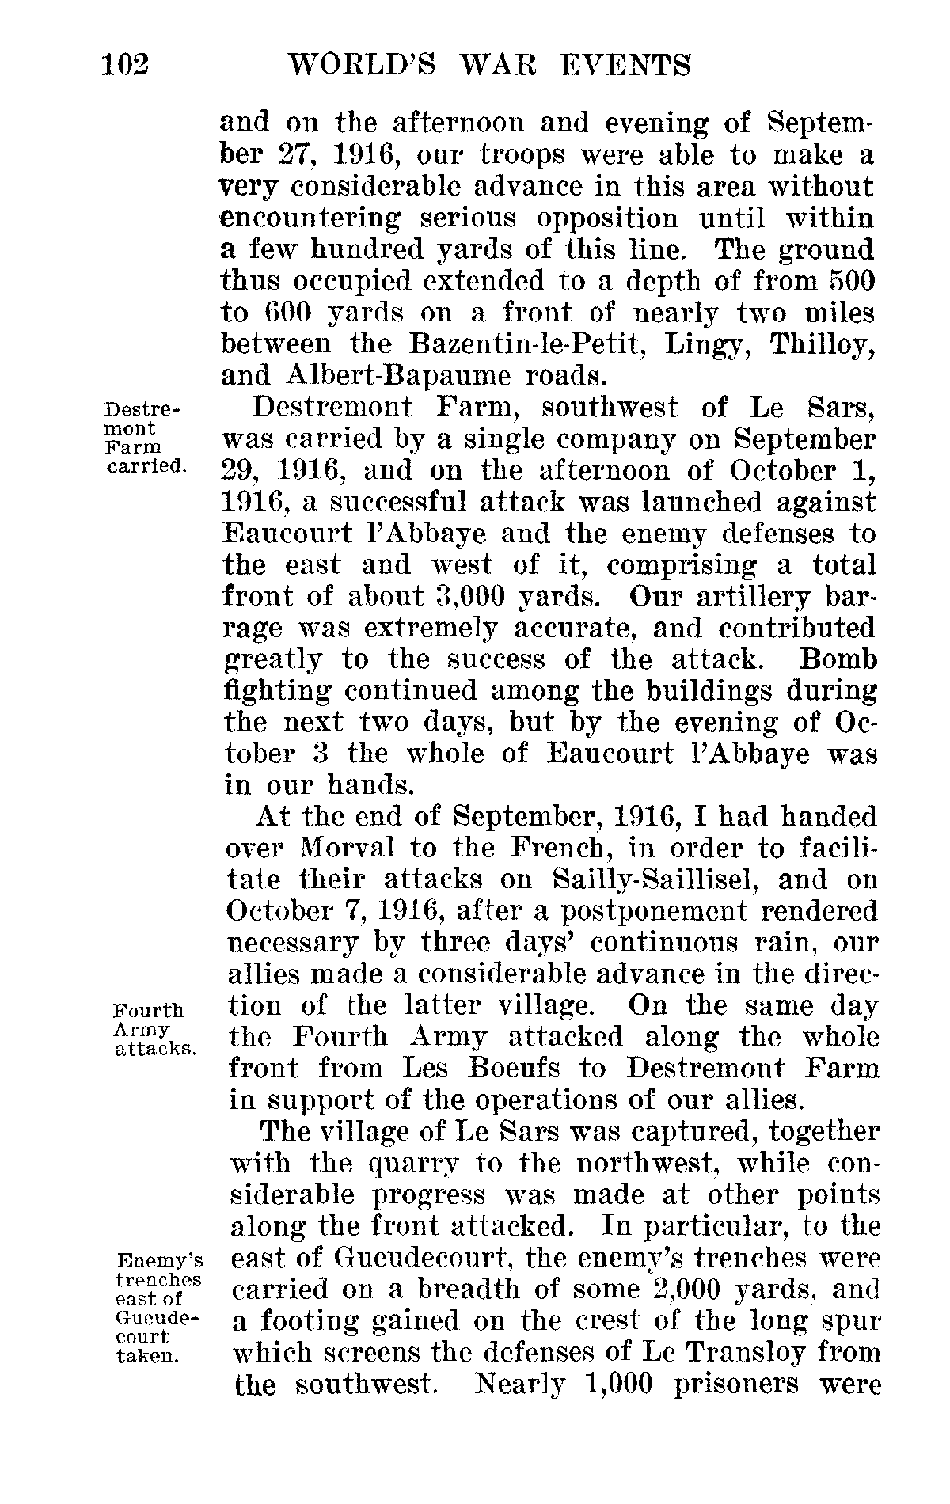 102 WORLD'S WAR EVENTS
and on the afternoon and evening of Septem-
ber 27, 1916, our troops were able to make a
very considerable advance in this area without
encountering serious opposition until within
a few hundred yards of this line. The ground
thus occupied extended to a depth of from 500
to 600 yards on a front of nearly two miles
between the Bazentin-le-Petit, Lingy, Thilloy,
and Albert-Bapaume roads.
Destre-
mont
Farm
carried.
Destremont Farm, southwest of Le Sars,
was carried by a single company on September
29, 1916, and on the afternoon of October 1,
1916, a successful attack was launched against
Eaucourt l'Abbaye and the enemy defenses to
the east and west of it, comprising a total
front of about 3,000 yards. Our artillery bar-
rage was extremely accurate, and contributed
greatly to the success of the attack. Bomb
fighting continued among the buildings during
the next two days, but by the evening of Oc-
tober 3 the whole of Eaucourt l'Abbaye was
in our hands.
At the end of September, 1916, I had handed
over Morval to the French, in order to facili-
tate their attacks on Sailly-Saillisel, and on
October 7, 1916, after a postponement rendered
necessary by three days' continuous rain, our
allies made a considerable advance in the direc-
Fourth
Army
attacks.
tion of the latter village. On the same day
the Fourth Army attacked along the whole
front from Les Boeufs to Destremont Farm
in support of the operations of our allies.
The village of Le Sars was captured, together
with the quarry to the northwest, while con-
siderable progress was made at other points
along the front attacked. In particular, to the
Enemy's
trenches
east of
Gueude-
court
taken.
east of Gueudecourt, the enemy's trenches were
carried on a breadth of some 2,000 yards, and
a footing gained on the crest of the long spur
which screens the defenses of Le Transloy from
the southwest. Nearly 1,000 prisoners were